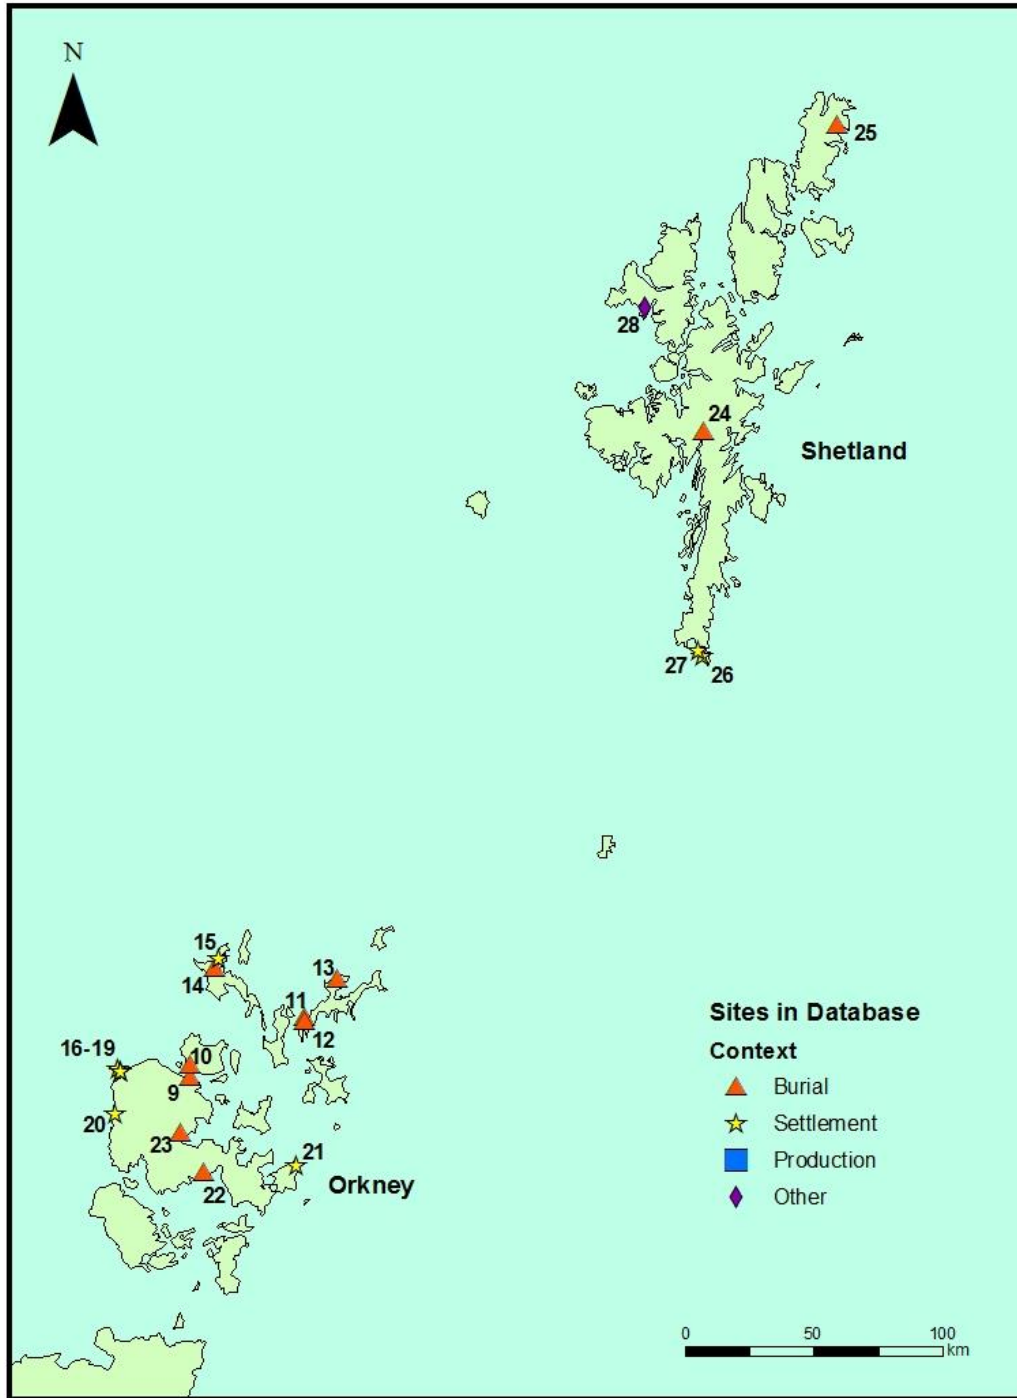 N
25
28
24
Shetland
27
26
15
14
13
11
12
16-19
10
9
20
23
21
22
Orkney
Sites in Database
Context
Burial
Settlement
Production
Other
0 50 100
km